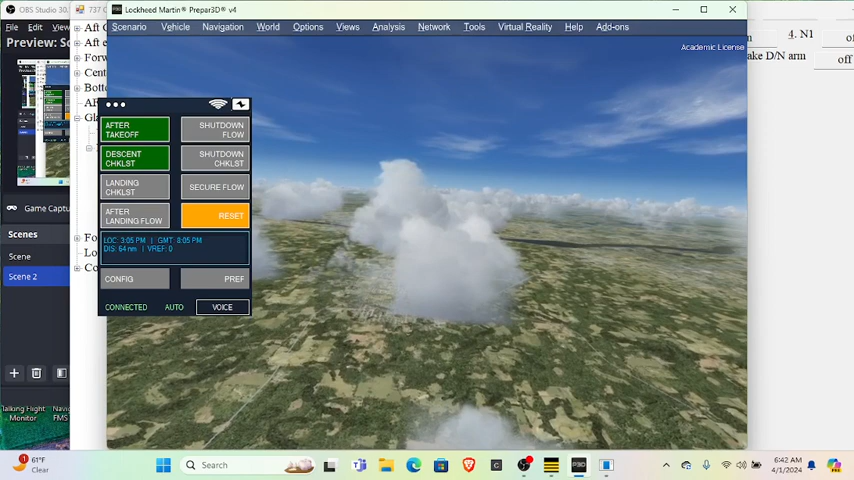 OBS Studio 30.
737 O
Lockheed Martin® Prepar3D® v4
File Edit View
Scenario Vehicle Navigation World Options Views Analysis Network Tools Virtual Reality Help Add-ons
4. N1
Preview: Sc
Aft
Academic License
Aft e
ake D/N arm
off
Forw
Cent
Botto
AF
Gla
AFTER
TAKEOFF
SHUTDOWN
FLOW
DESCENT
CHKLST
SHUTDOWN
CHKLST
LANDING
CHKLST
SECURE FLOW
AFTER
LANDING FLOW
RESET
Game Captu
Scenes
Fo
LOC: 3:05 PM | GMT: 8:05 PM
DIS: 64 nm | VREF: 0
Scene
Lo
Scene 2
Co
CONFIG
PREF
CONNECTED AUTO VOICE
Talking Flight
Monitor
Navi
FMS
61°F
Clear
Search
6:42 AM
4/1/2024